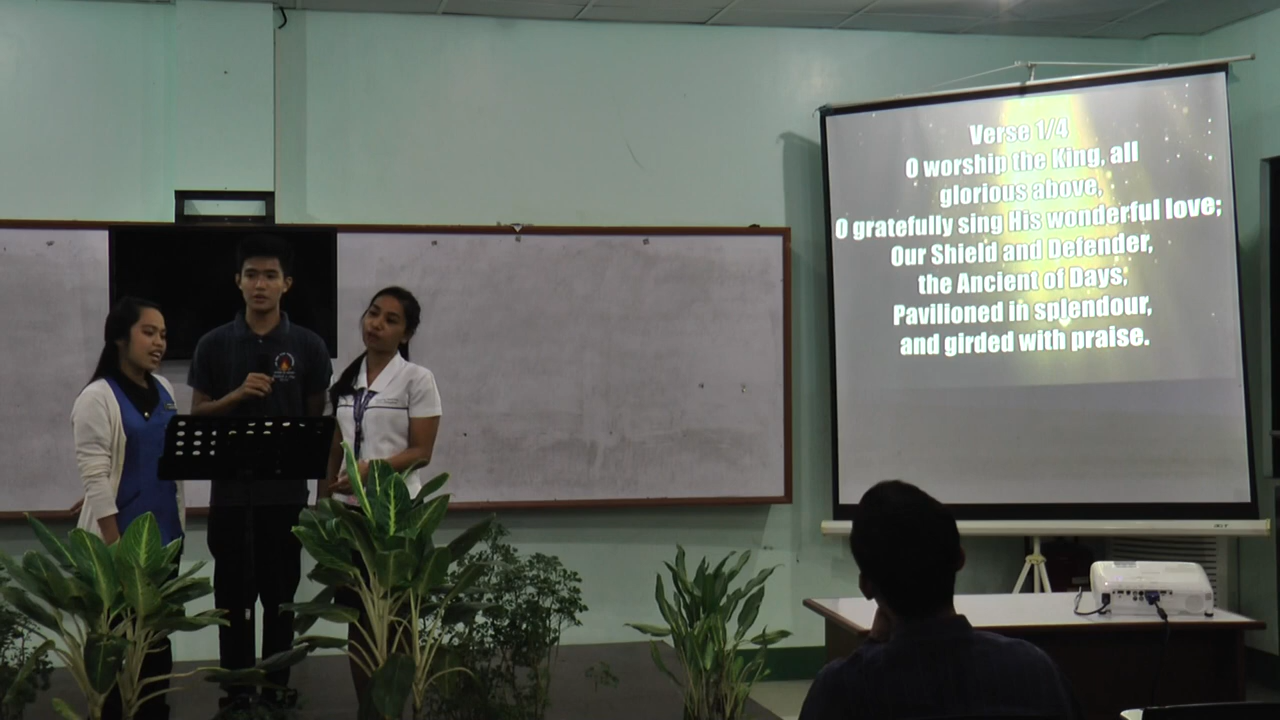 Verse 1/4
O worship the King, all
glorious above,
O gratefully sing His wonderful love;
Our Shield and Defender,
the Ancient of Days,
Pavilioned in splendour,
and girded with praise.
acer